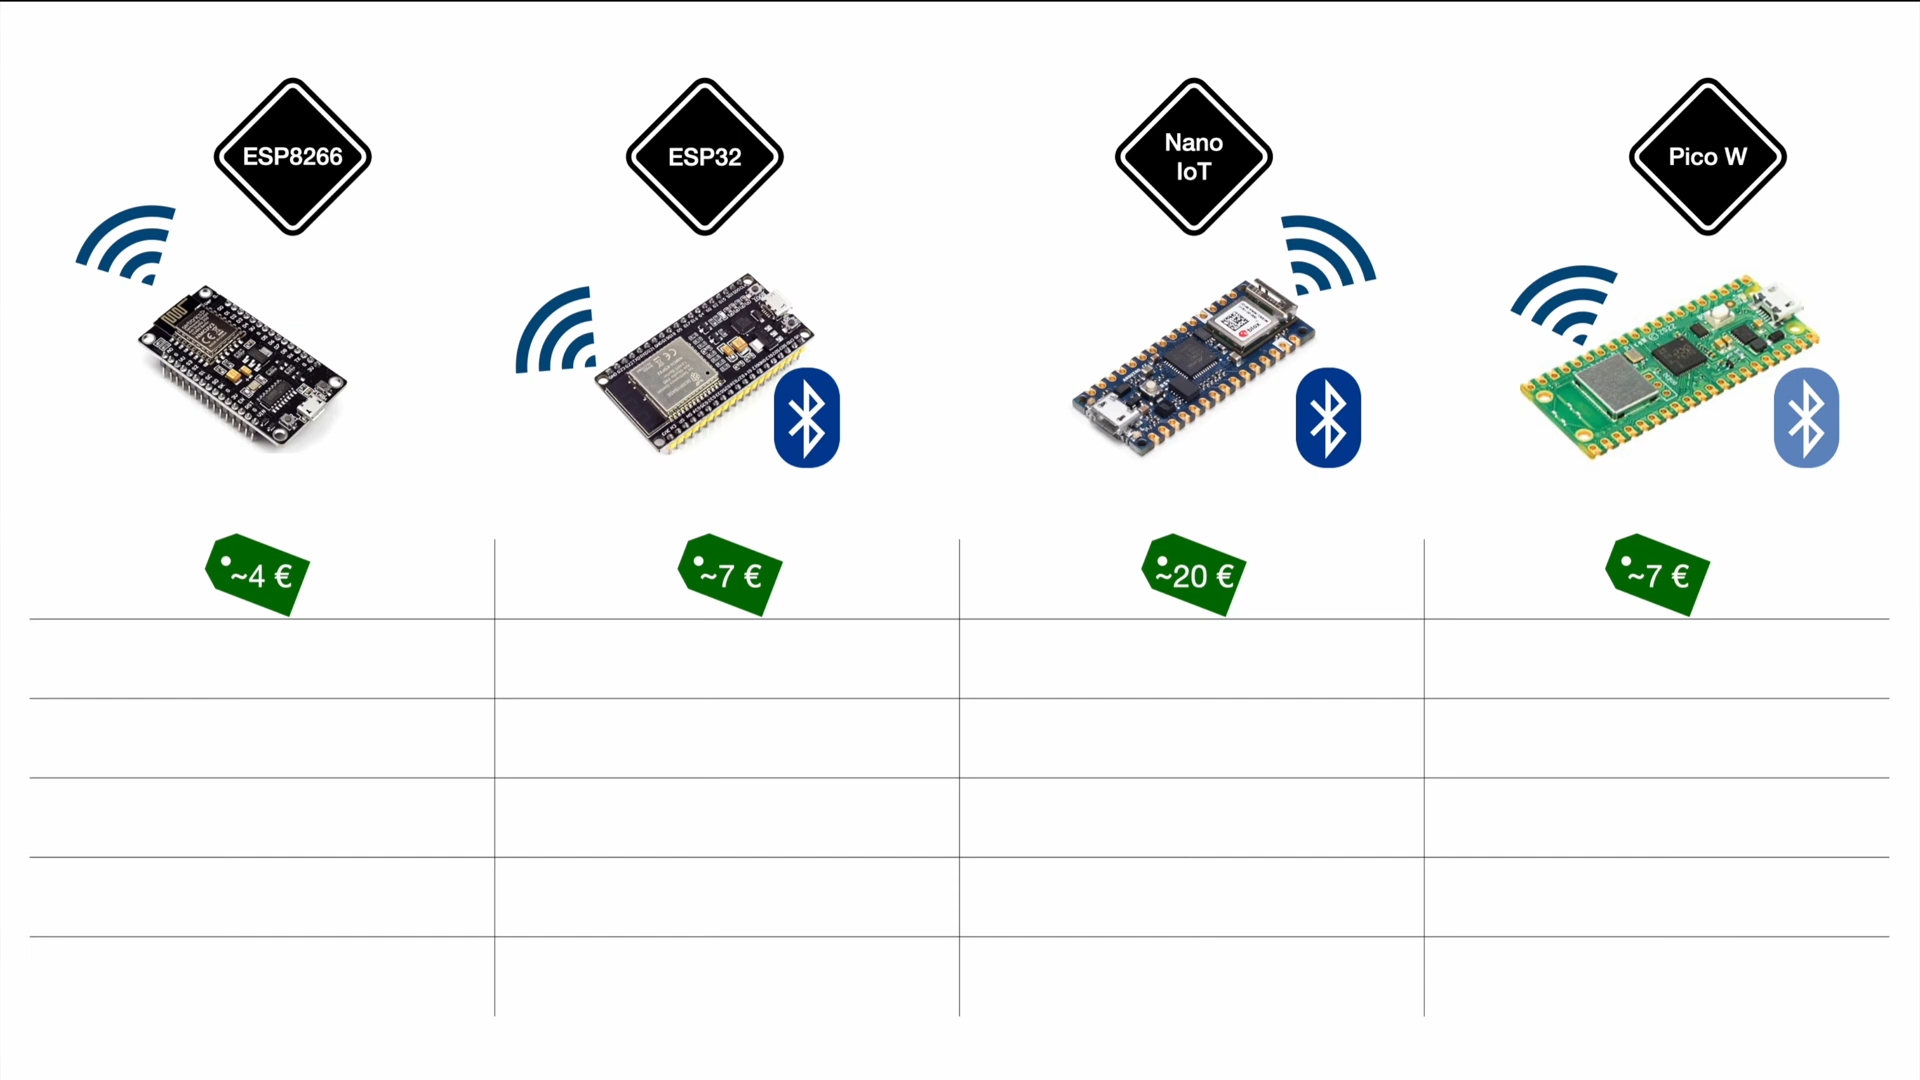 ESP8266
ESP32
Nano
IoT
Pico W
~4 €
~7 €
~20 €
~7 €